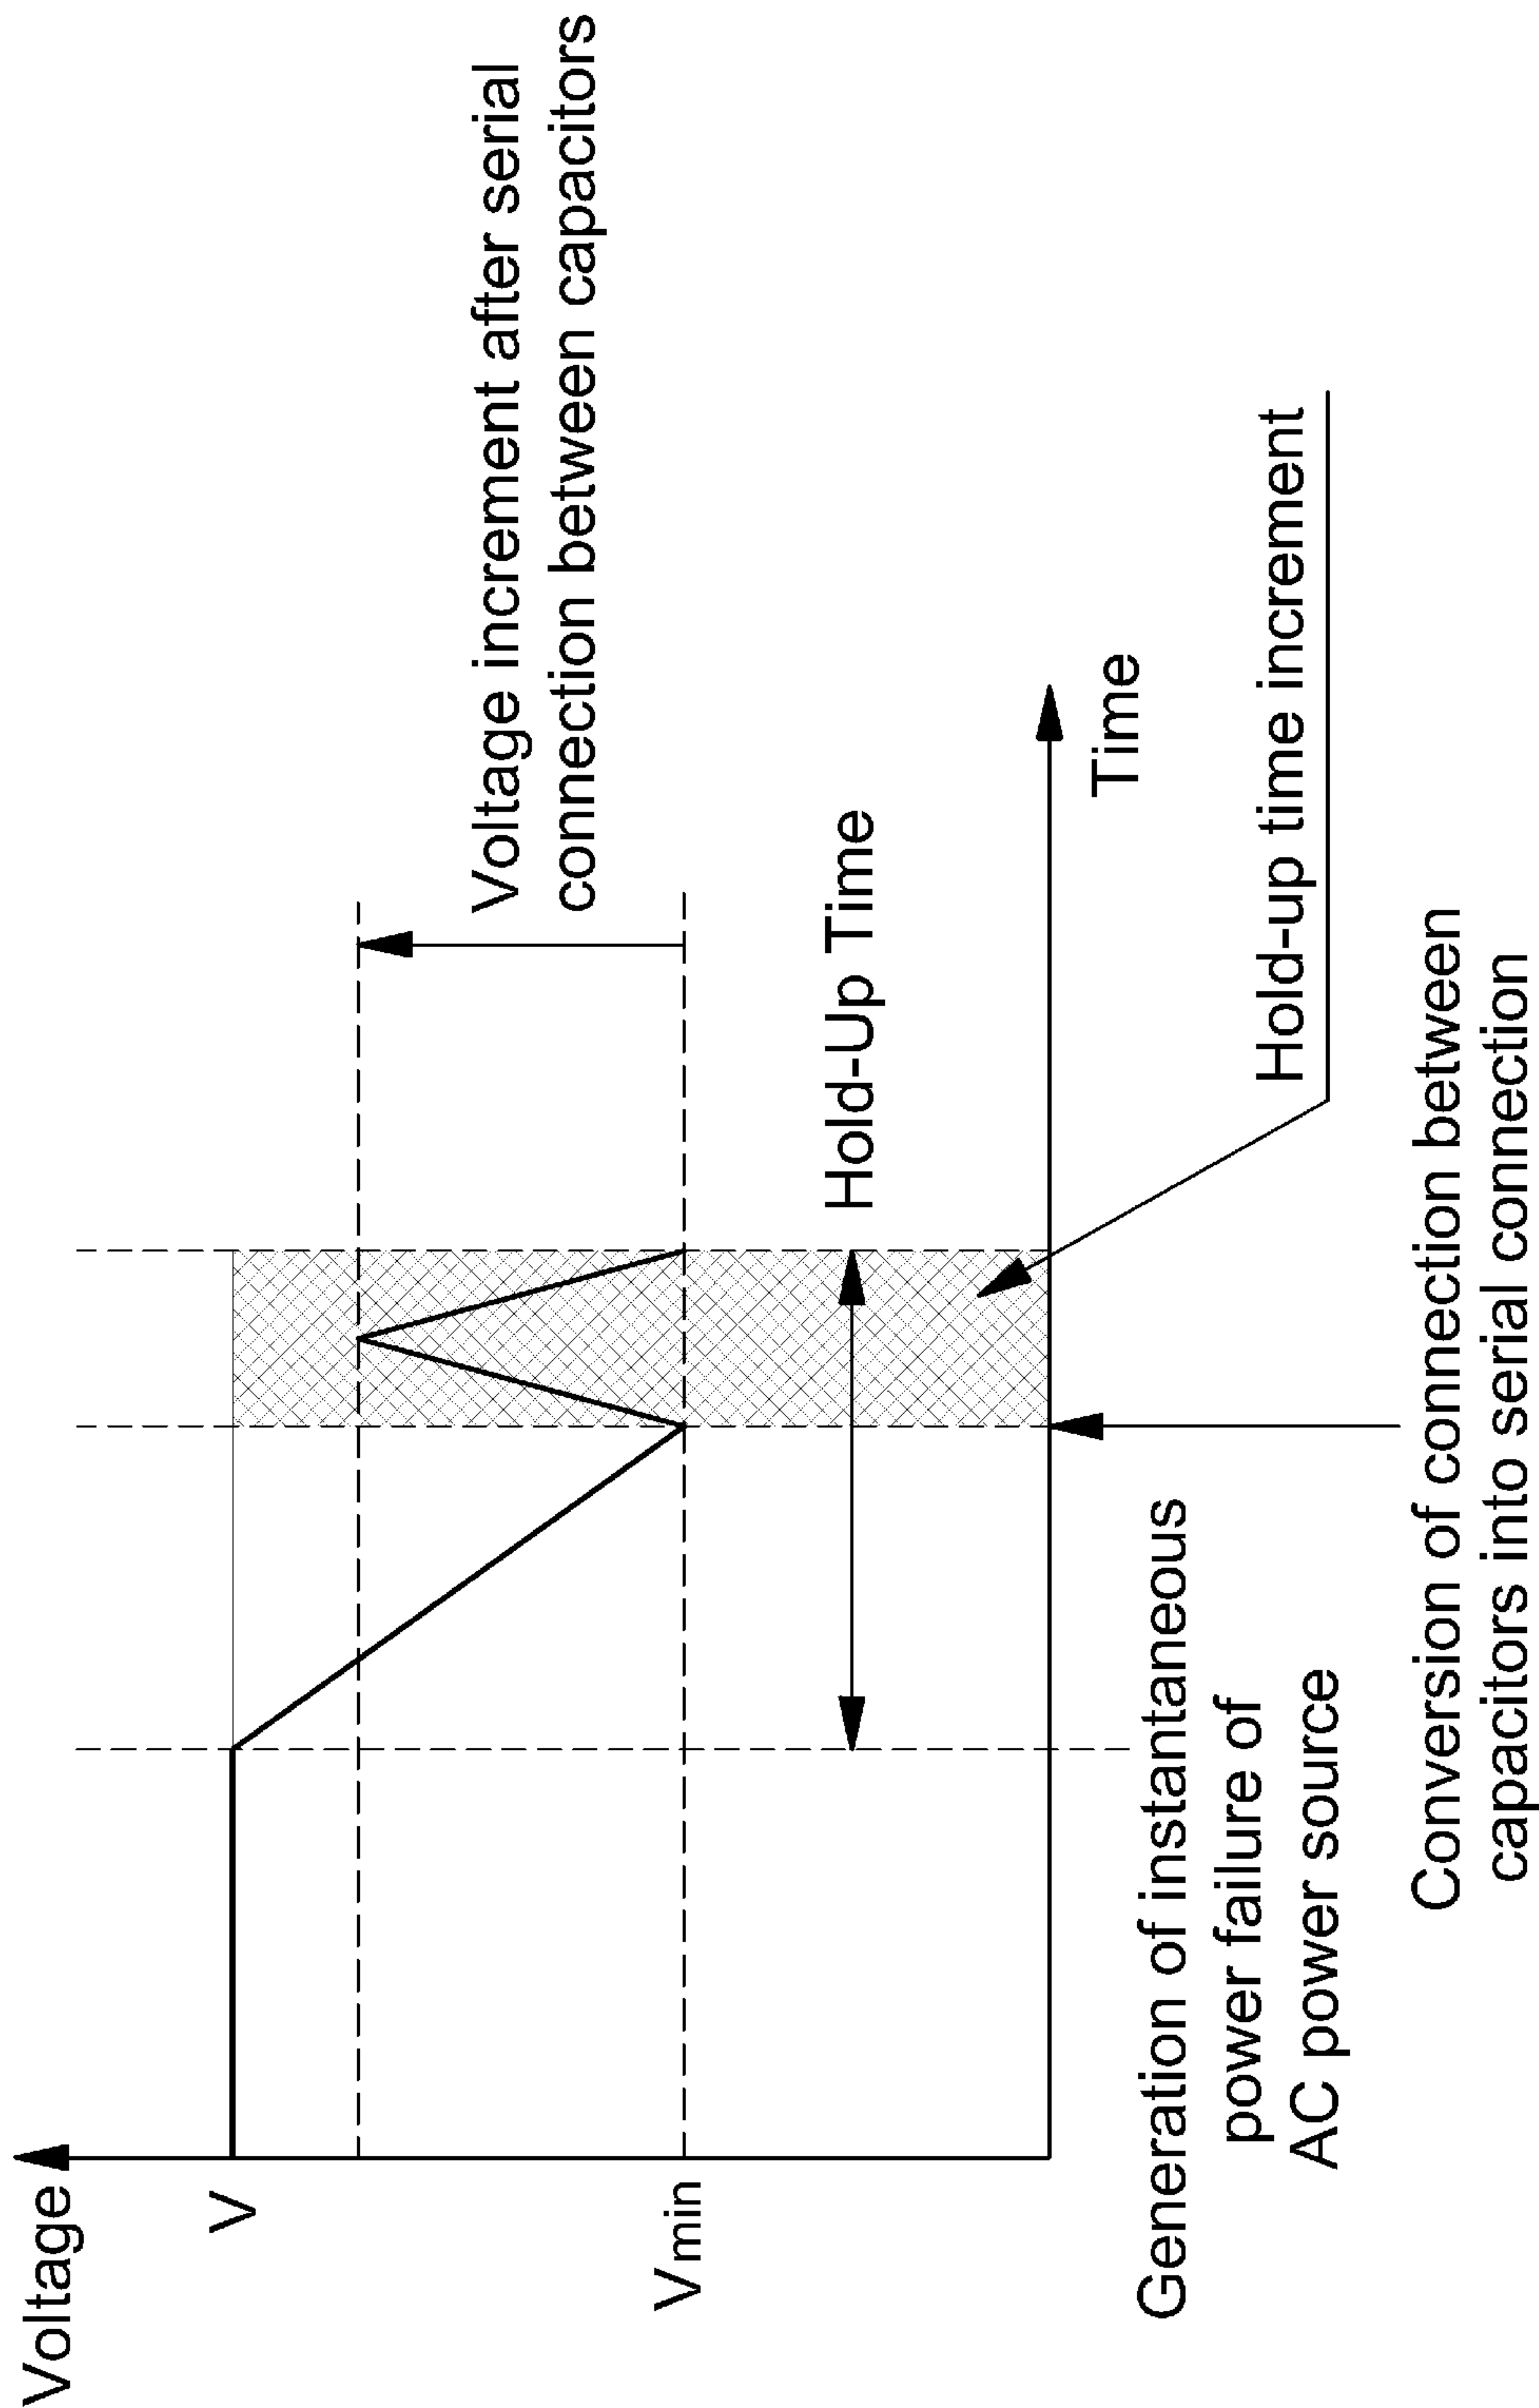 Voltage
V
Vmin
Voltage increment after serial
connection between capacitors
Hold-Up Time
Time
Generation of instantaneous
power failure of
AC power source
Hold-up time increment
Conversion of connection between
capacitors into serial connection